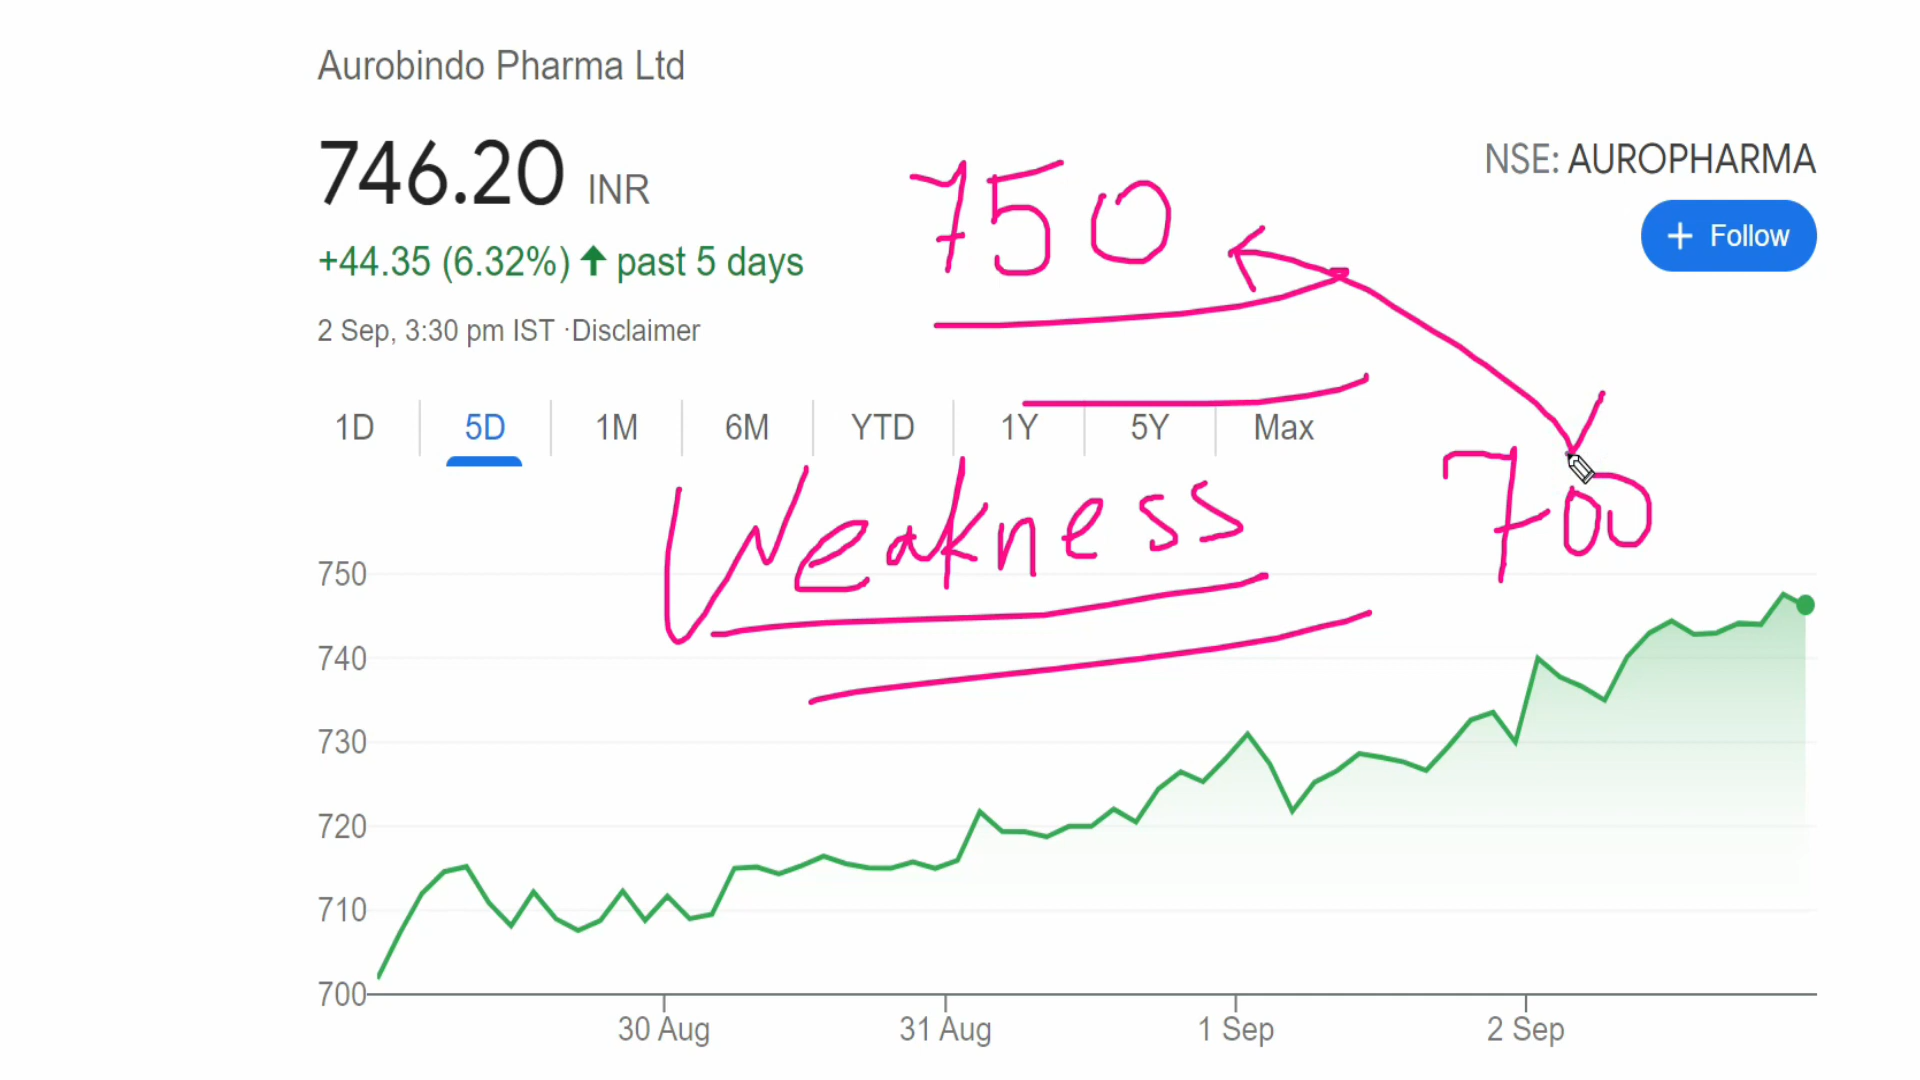 Aurobindo Pharma Ltd
746.20 INR
750
NSE: AUROPHARMA
+ Follow
+44.35 (6.32%) ↑ past 5 days
2 Sep, 3:30 pm IST ·Disclaimer
1D 5D 1M 6M YTD 1Y 5Y Max
Weakness
700
750
740
730
720
710
700
30 Aug 31 Aug 1 Sep 2 Sep